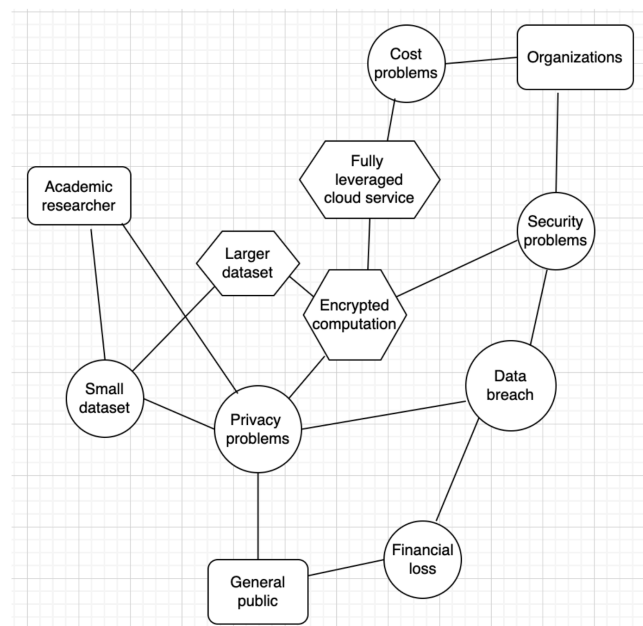 Cost
problems
Organizations
Fully
leveraged
cloud service
Academic
researcher
Security
problems
Larger
dataset
Encrypted
computation
Data
breach
Small
dataset
Privacy
problems
Financial
loss
General
public